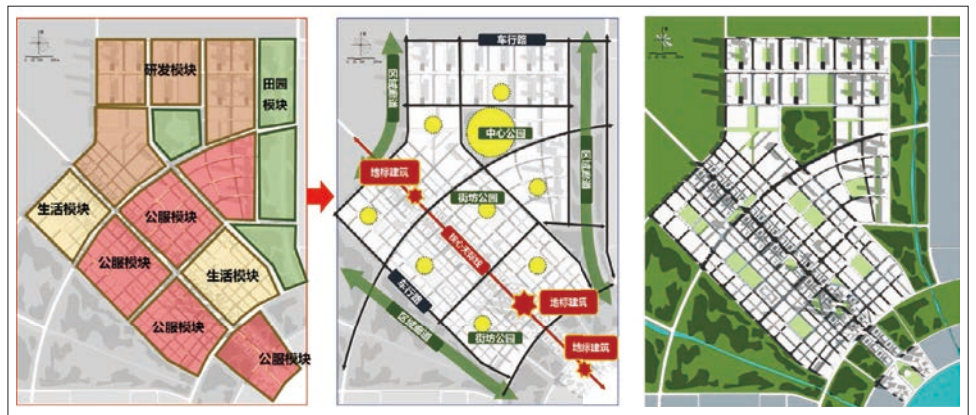 研发模块
田园
模块
生活模块
公服模块
公服模块
生活模块
公服模块
公服模块
车行路
区域廊道
中心公园
区域廊道
地标建筑
街坊公园
核心天际线
车行路
地标建筑
区域廊道
街坊公园
地标建筑